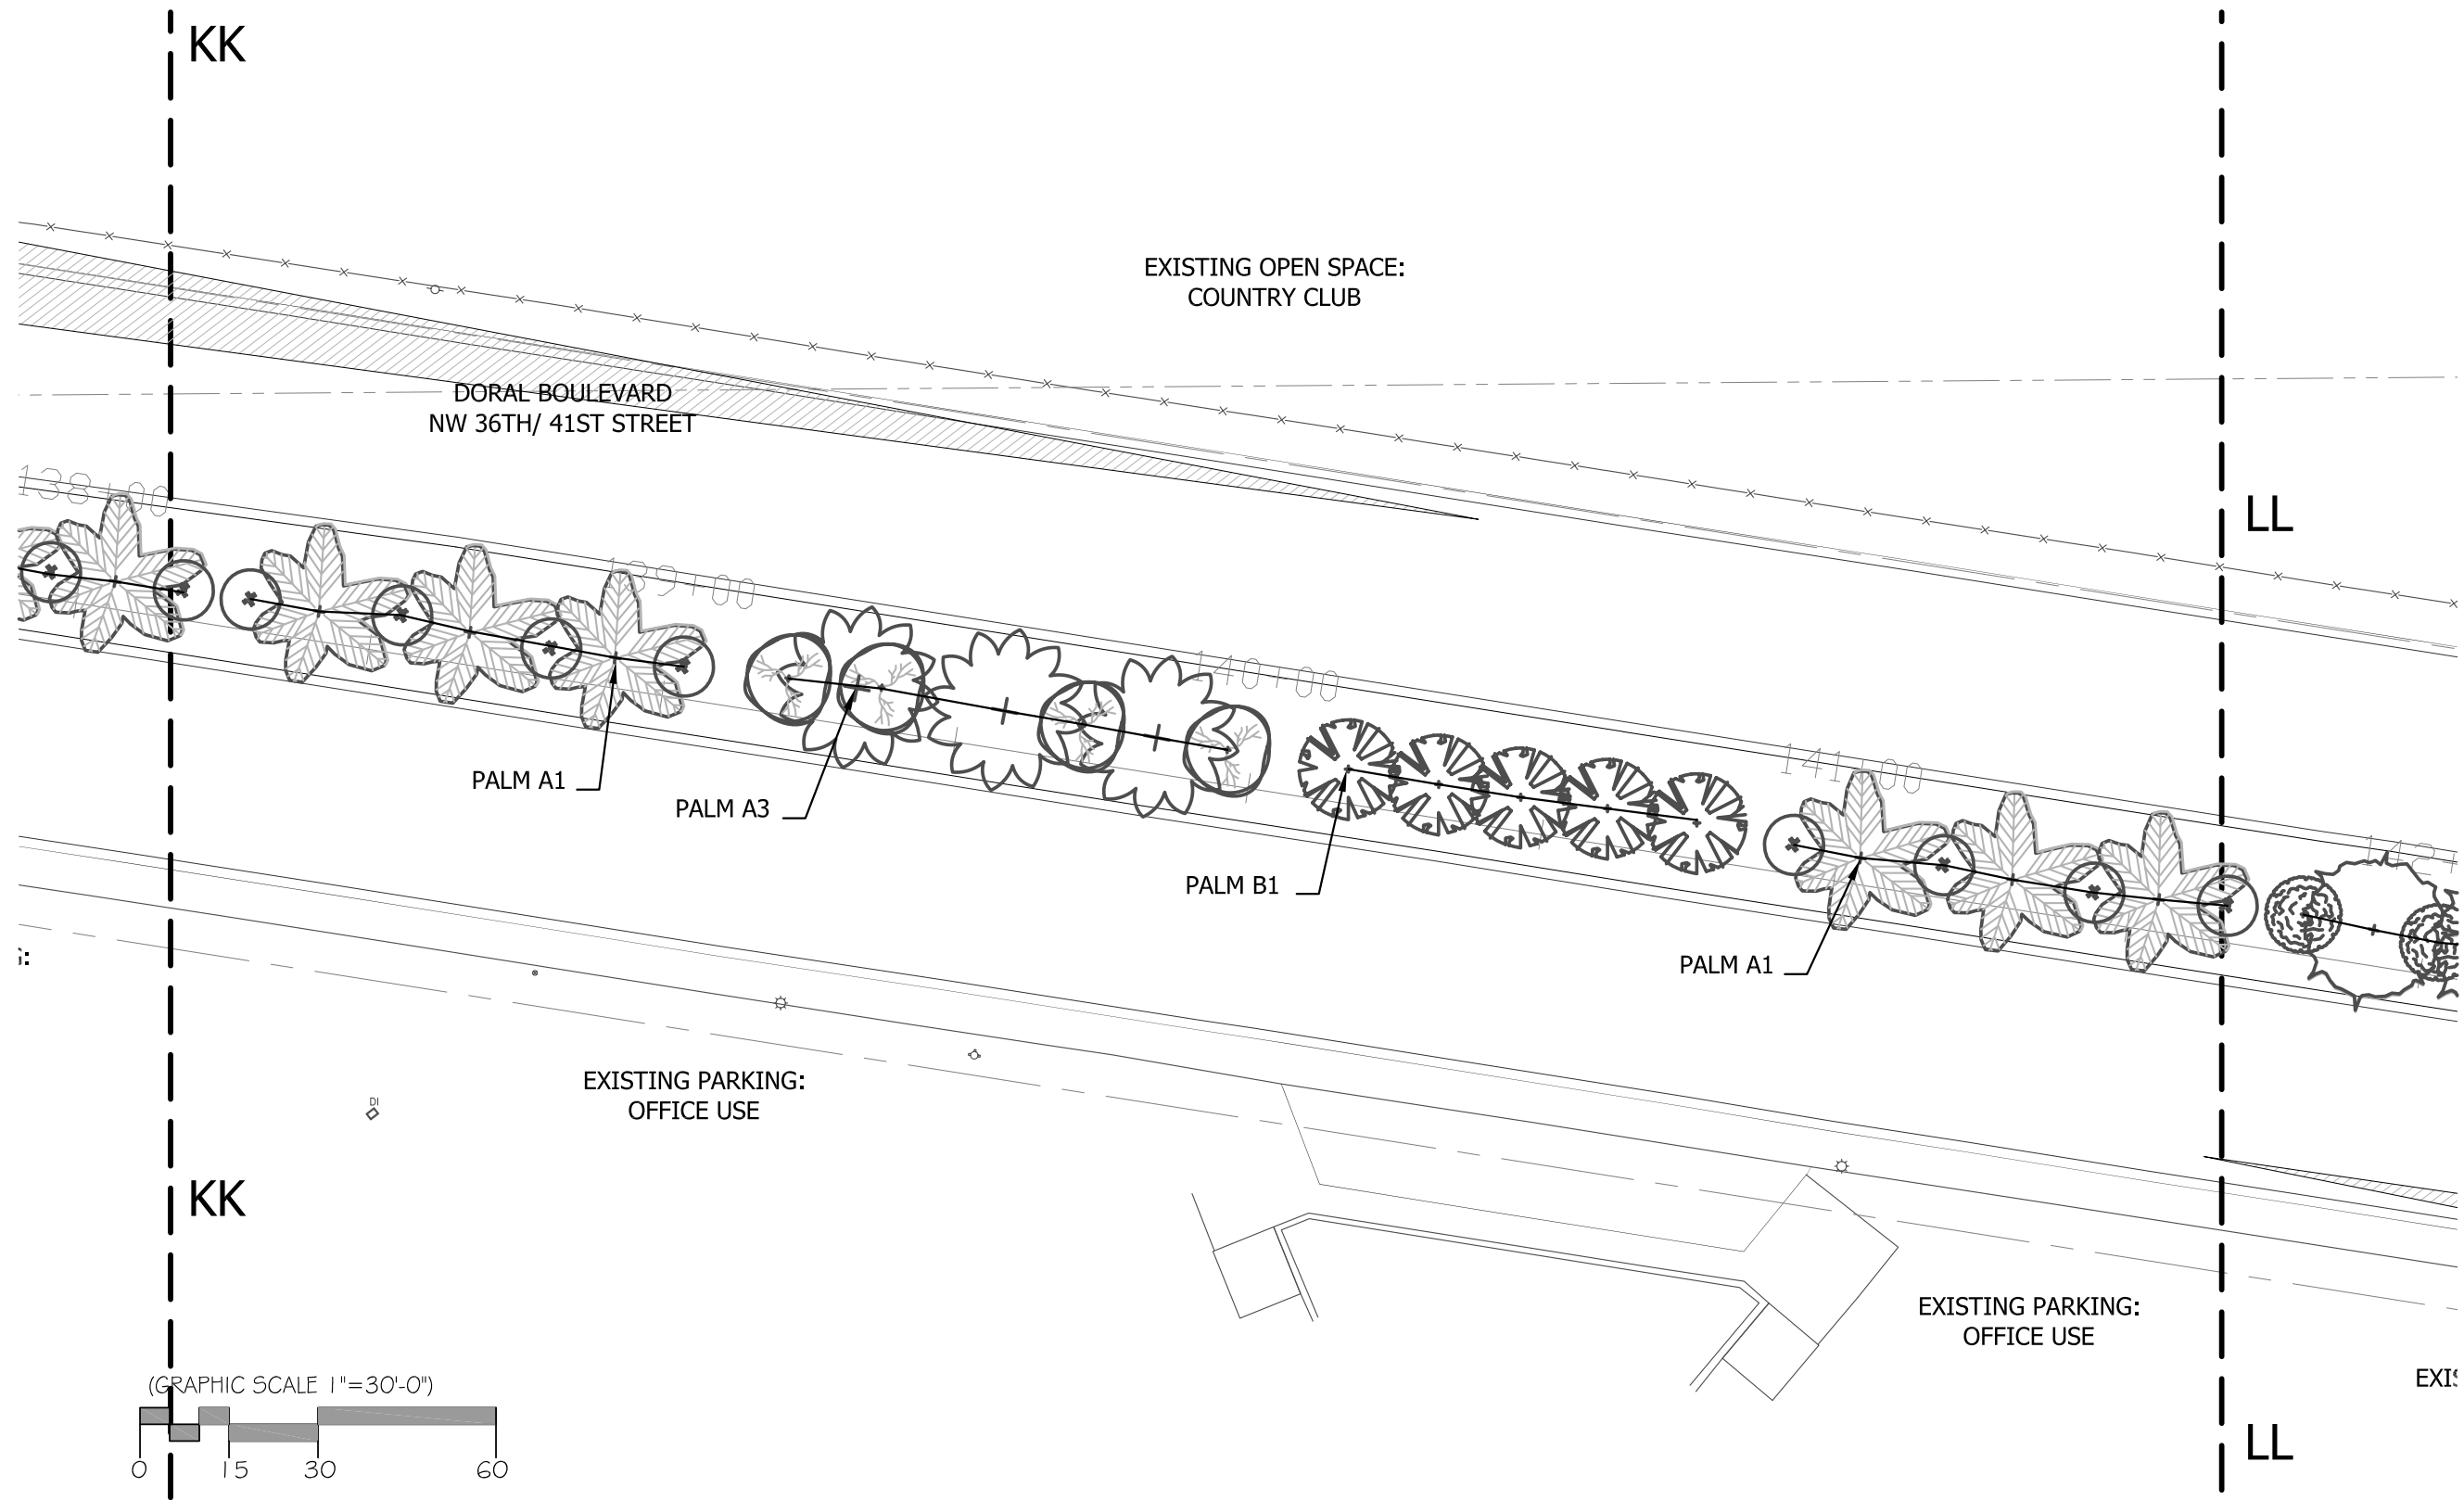 KK
EXISTING OPEN SPACE:
COUNTRY CLUB
DORAL BOULEVARD
NW 36TH/ 41ST STREET
138+00
LL
139+00
140+00
PALM A1
PALM A3
141+00
PALM B1
PALM A1
G:
DI
EXISTING PARKING:
OFFICE USE
KK
EXISTING PARKING:
OFFICE USE
(GRAPHIC SCALE 1"=30'-0")
0 15 30 60
LL